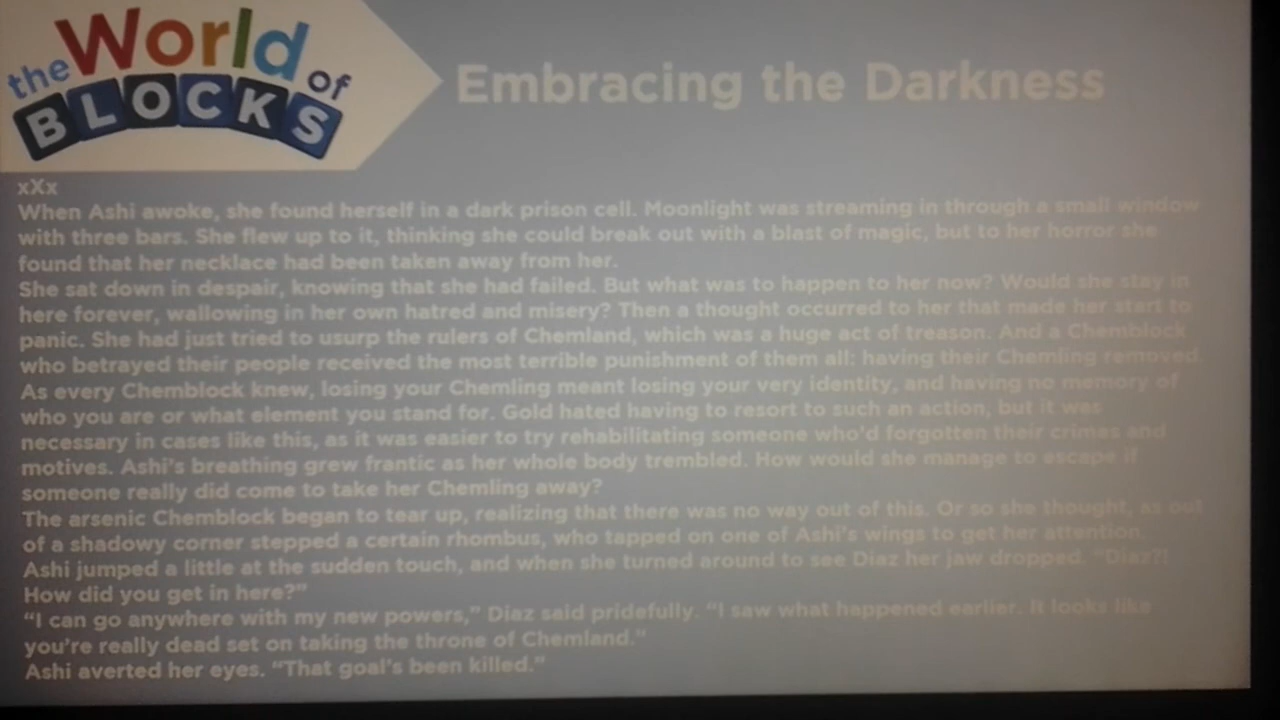 the World of
BLOCKS
Embracing the Darkness
xXx
When Ashi awoke, she found herself in a dark prison cell. Moonlight was streaming in through a small window
with three bars. She flew up to it, thinking she could break out with a blast of magic, but to her horror she
found that her necklace had been taken away from her.
She sat down in despair, knowing that she had failed. But what was to happen to her now? Would she stay in
here forever, wallowing in her own hatred and misery? Then a thought occurred to her that made her start to
panic. She had just tried to usurp the rulers of Chemland, which was a huge act of treason. And a Chemblock
who betrayed their people received the most terrible punishment of them all: having their Chemling removed.
As every Chemblock knew, losing your Chemling meant losing your very identity, and having no memory of
who you are or what element you stand for. Gold hated having to resort to such an action, but it was
necessary in cases like this, as it was easier to try rehabilitating someone who'd forgotten their crimes and
motives. Ashi's breathing grew frantic as her whole body trembled. How would she manage to escape if
someone really did come to take her Chemling away?
The arsenic Chemblock began to tear up, realizing that there was no way out of this. Or so she thought, as out
of a shadowy corner stepped a certain rhombus, who tapped on one of Ashi's wings to get her attention.
Ashi jumped a little at the sudden touch, and when she turned around to see Diaz her jaw dropped. "Diaz?!
How did you get in here?"
"I can go anywhere with my new powers," Diaz said pridefully. "I saw what happened earlier. It looks like
you're really dead set on taking the throne of Chemland."
Ashi averted her eyes. "That goal's been killed."